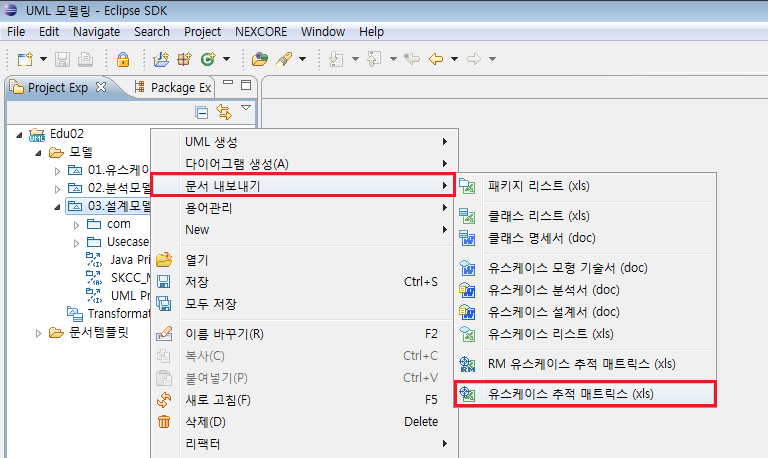 UML 모델링 - Eclipse SDK
File Edit Navigate Search Project NEXCORE Window Help
Project Exp Package Ex
Edu02
모델
01.유스케이
02.분석모델
03.설계모델
com
Usecase
Java Pri
SKCC_M
UML Pr
Transformat
문서템플릿
UML 생성
다이어그램 생성(A)
문서 내보내기
용어관리
New
열기
저장 Ctrl+S
모두 저장
이름 바꾸기(R) F2
복사(C) Ctrl+C
붙여넣기(P) Ctrl+V
새로 고침(F) F5
삭제(D) Delete
리팩터
패키지 리스트 (xls)
클래스 리스트 (xls)
클래스 명세서 (doc)
유스케이스 모형 기술서 (doc)
유스케이스 분석서 (doc)
유스케이스 설계서 (doc)
유스케이스 리스트 (xls)
RM 유스케이스 추적 매트릭스 (xls)
유스케이스 추적 매트릭스 (xls)